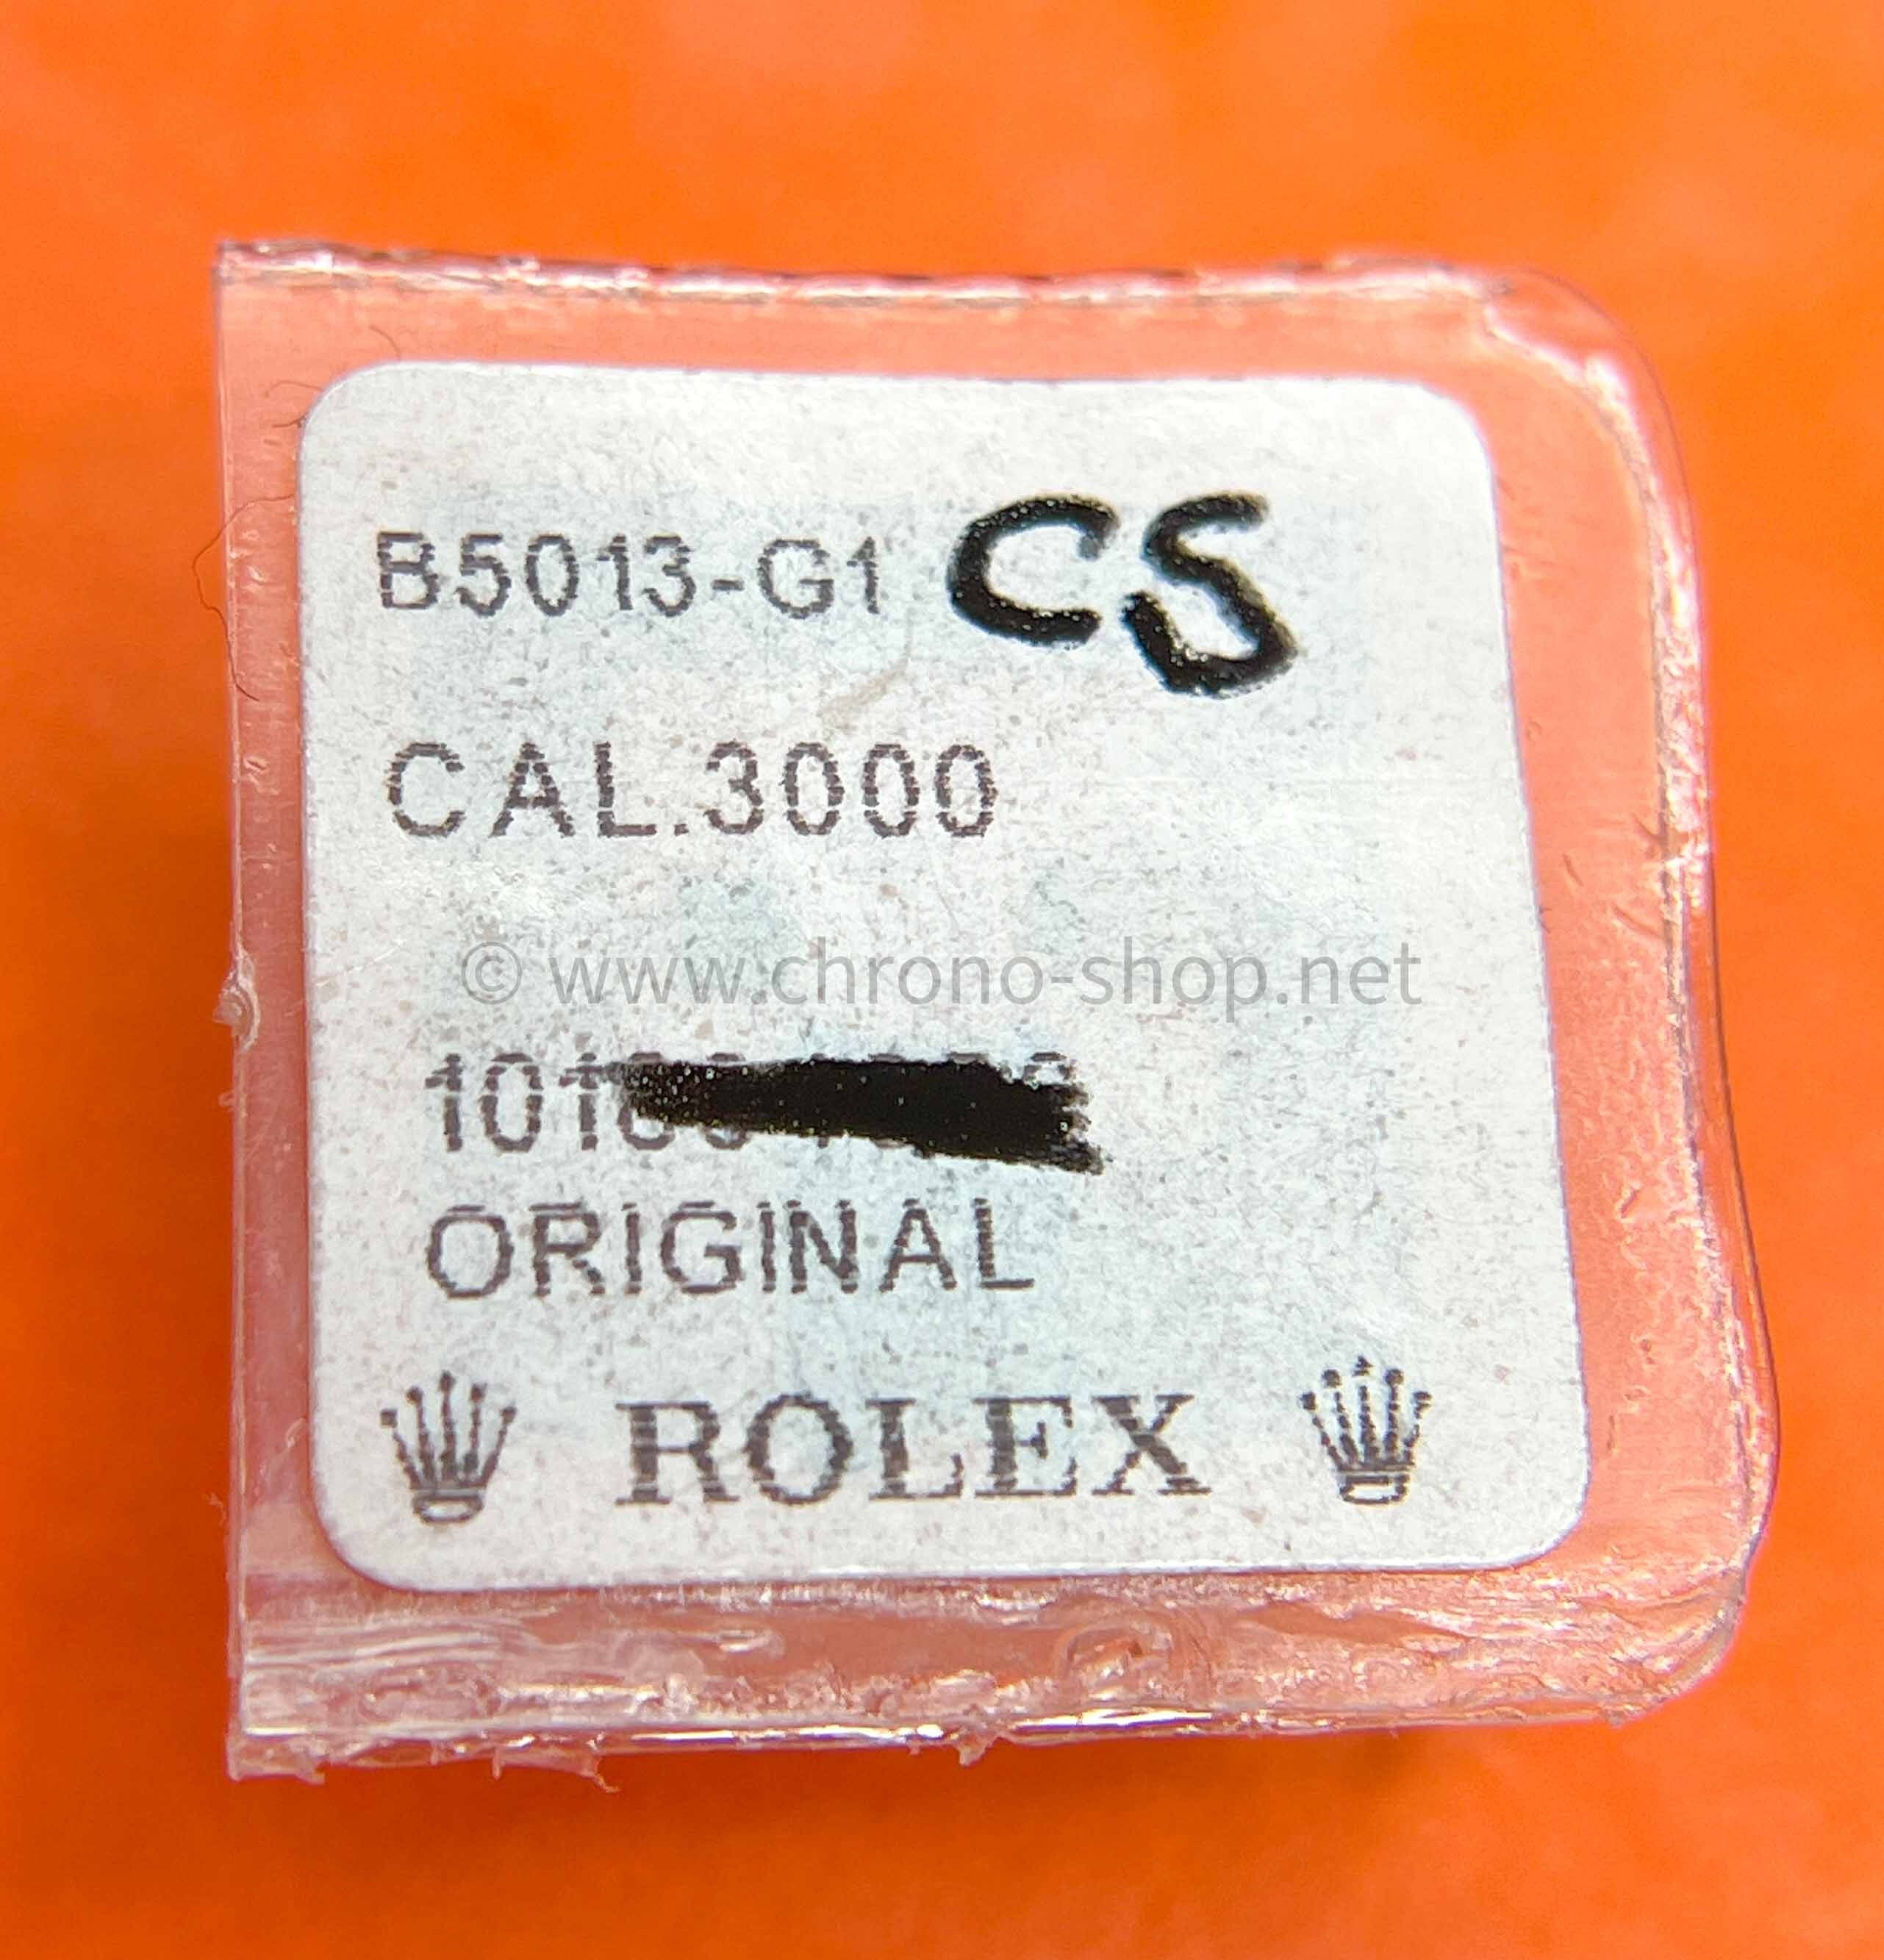 B5013-G1 CS
CAL.3000
© www.chrono-shop.net
ORIGINAL
ROLEX